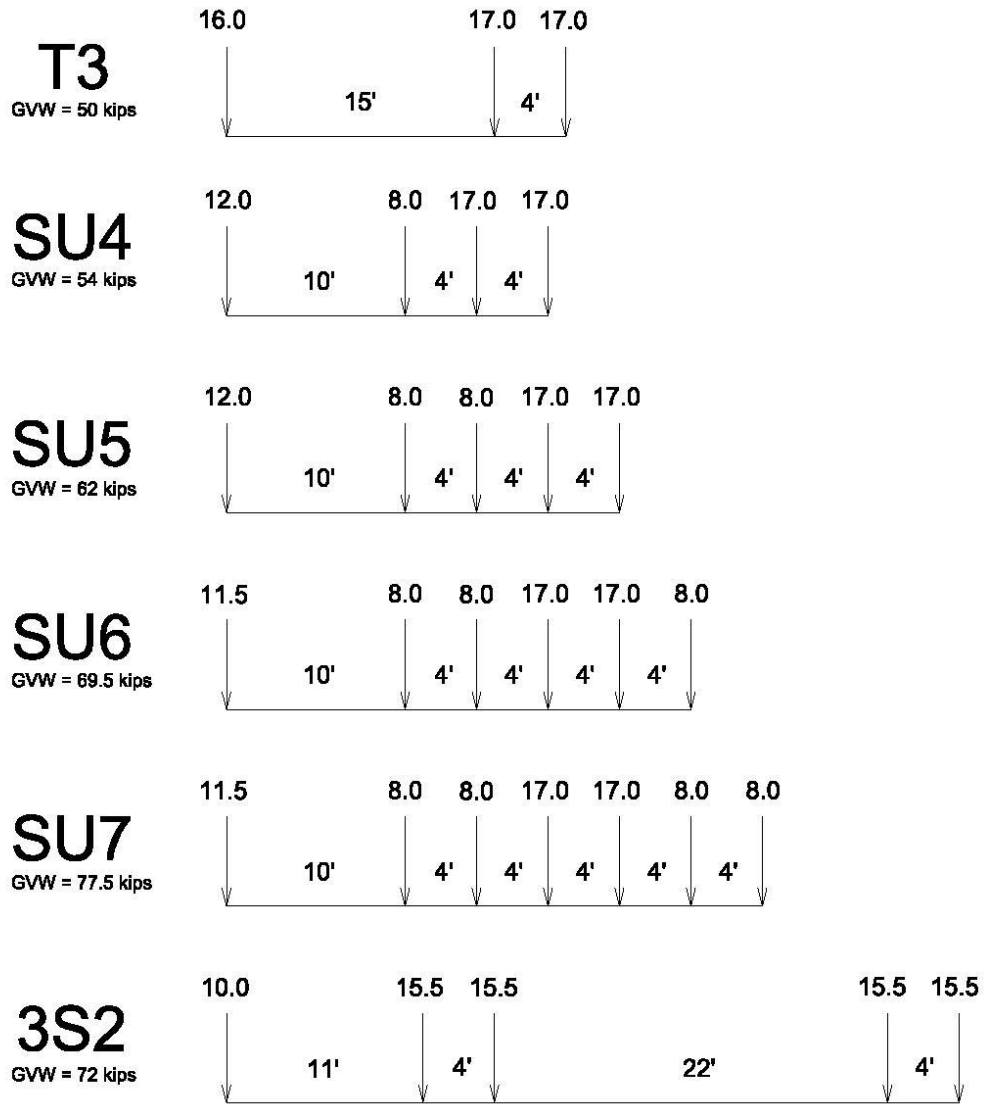 16.0 17.0 17.0
T3
GVW = 50 kips
15' 4'
12.0 8.0 17.0 17.0
SU4
GVW = 54 kips
10' 4' 4'
12.0 8.0 8.0 17.0 17.0
SU5
GVW = 62 kips
10' 4' 4' 4'
11.5 8.0 8.0 17.0 17.0 8.0
SU6
GVW = 69.5 kips
10' 4' 4' 4' 4'
11.5 8.0 8.0 17.0 17.0 8.0 8.0
SU7
GVW = 77.5 kips
10' 4' 4' 4' 4' 4'
10.0 15.5 15.5 15.5 15.5
3S2
GVW = 72 kips
11' 4' 22' 4'